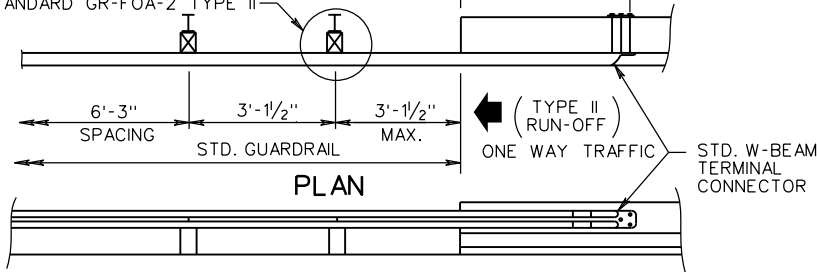 ANDARD GR-FOA-2 TYPE II
6'-3"
SPACING
3'-1½"
3'-1½"
MAX.
STD. GUARDRAIL
( TYPE II
RUN-OFF )
ONE WAY TRAFFIC
STD. W-BEAM
TERMINAL
CONNECTOR
PLAN